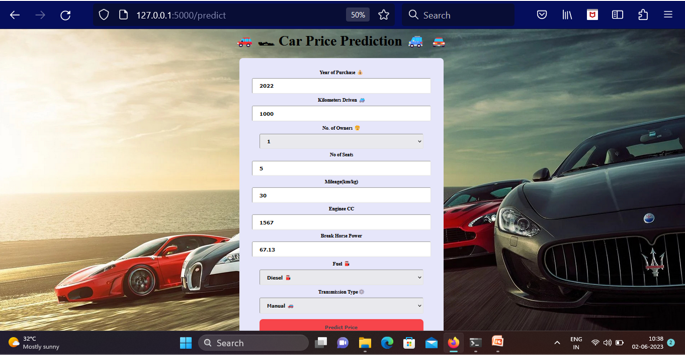 127.0.0.1:5000/predict
50%
Search
Car Price Prediction
Year of Purchase
2022
Kilometers Driven
1000
No. of Owners
1
No of Seats
5
Mileage(km/kg)
30
Engines CC
1567
Break Horse Power
67.13
Fuel
Diesel
Transmission Type
Manual
Predict Price
32°C
Mostly sunny
Search
ENG
IN
10:38
02-06-2023
2